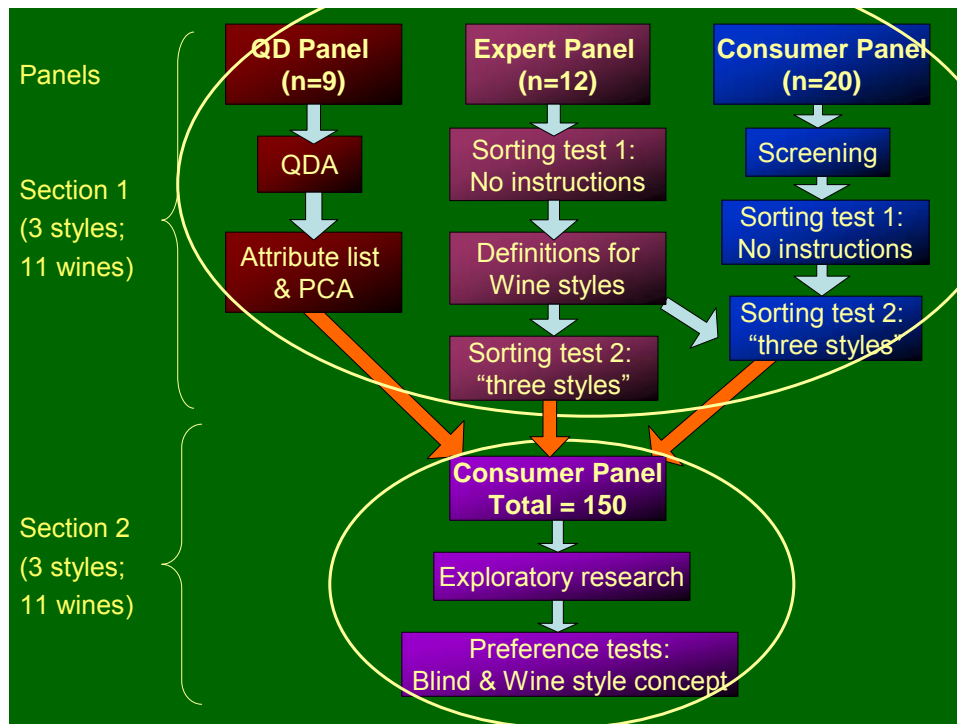 Panels
QD Panel
(n=9)
Expert Panel
(n=12)
Consumer Panel
(n=20)
Section 1
(3 styles;
11 wines)
QDA
Attribute list
& PCA
Sorting test 1:
No instructions
Definitions for
Wine styles
Sorting test 2:
“three styles”
Screening
Sorting test 1:
No instructions
Sorting test 2:
“three styles”
Section 2
(3 styles;
11 wines)
Consumer Panel
Total = 150
Exploratory research
Preference tests:
Blind & Wine style concept